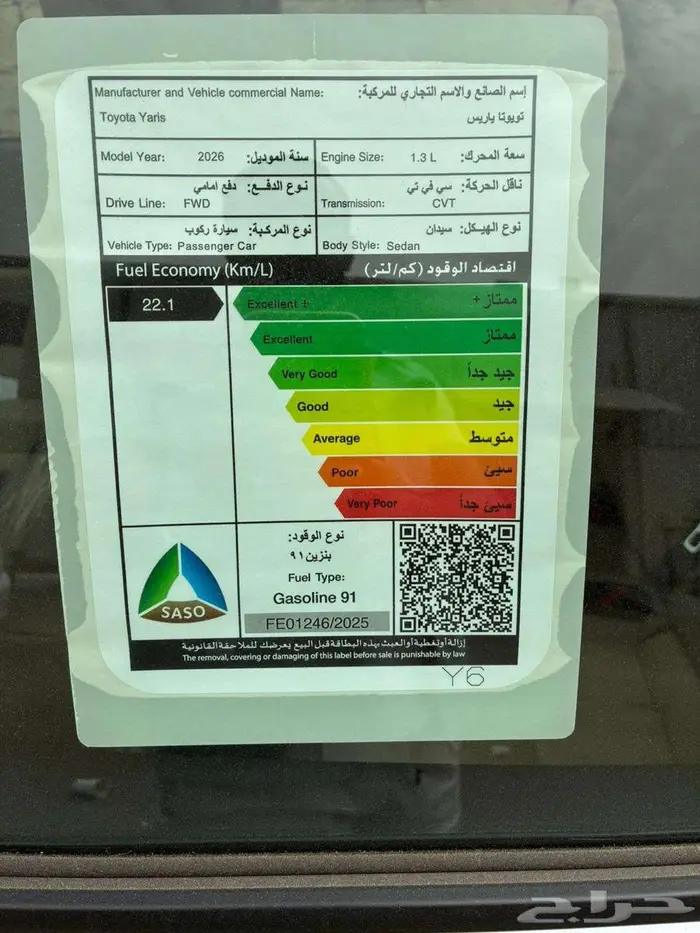 Manufacturer and Vehicle commercial Name: إسم الصانع والاسم التجاري للمركبة:
Toyota Yaris تويوتا ياريس
Model Year: 2026 سنة الموديل: Engine Size: 1.3 L سعة المحرك:
نوع الدفع: دفع امامي ناقل الحركة: سي في تي
Drive Line: FWD Transmission: CVT
نوع المركبة: سيارة ركوب نوع الهيكل: سيدان
Vehicle Type: Passenger Car Body Style: Sedan
Fuel Economy (Km/L) اقتصاد الوقود (كم/لتر)
22.1 Excellent + ممتاز+
Excellent ممتاز
Very Good جيد جداً
Good جيد
Average متوسط
Poor سيئ
Very Poor سيئ جداً
نوع الوقود:
بنزين ٩١
Fuel Type:
Gasoline 91
SASO
FE01246/2025
إزالة أو تغطية أو العبث بهذه البطاقة قبل البيع يعرضك للملاحقة القانونية
The removal, covering or damaging of this label before sale is punishable by law
Y6
حراج